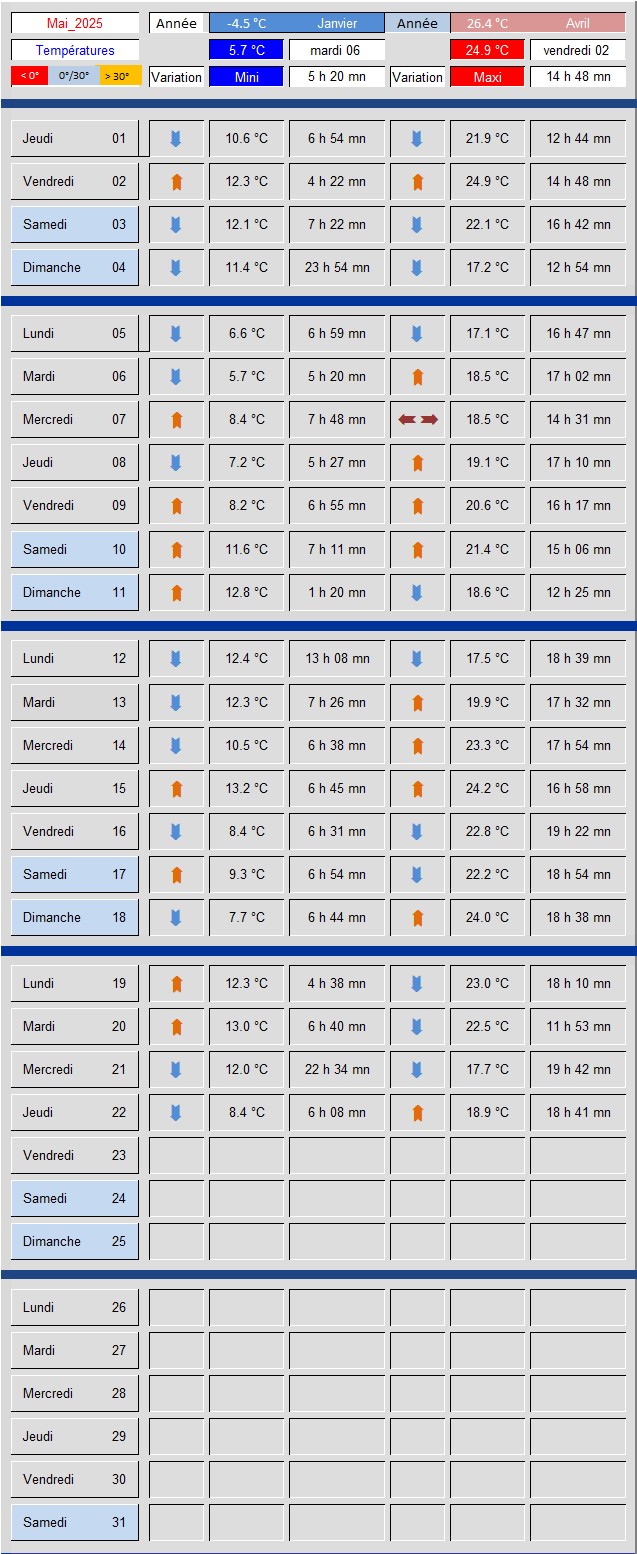 Mai_2025 Année -4.5 °C Janvier Année 26.4 °C Avril
Températures 5.7 °C mardi 06 24.9 °C vendredi 02
< 0° 0°/30° > 30° Variation Mini 5 h 20 mn Variation Maxi 14 h 48 mn
Jeudi 01 10.6 °C 6 h 54 mn 21.9 °C 12 h 44 mn
Vendredi 02 12.3 °C 4 h 22 mn 24.9 °C 14 h 48 mn
Samedi 03 12.1 °C 7 h 22 mn 22.1 °C 16 h 42 mn
Dimanche 04 11.4 °C 23 h 54 mn 17.2 °C 12 h 54 mn
Lundi 05 6.6 °C 6 h 59 mn 17.1 °C 16 h 47 mn
Mardi 06 5.7 °C 5 h 20 mn 18.5 °C 17 h 02 mn
Mercredi 07 8.4 °C 7 h 48 mn 18.5 °C 14 h 31 mn
Jeudi 08 7.2 °C 5 h 27 mn 19.1 °C 17 h 10 mn
Vendredi 09 8.2 °C 6 h 55 mn 20.6 °C 16 h 17 mn
Samedi 10 11.6 °C 7 h 11 mn 21.4 °C 15 h 06 mn
Dimanche 11 12.8 °C 1 h 20 mn 18.6 °C 12 h 25 mn
Lundi 12 12.4 °C 13 h 08 mn 17.5 °C 18 h 39 mn
Mardi 13 12.3 °C 7 h 26 mn 19.9 °C 17 h 32 mn
Mercredi 14 10.5 °C 6 h 38 mn 23.3 °C 17 h 54 mn
Jeudi 15 13.2 °C 6 h 45 mn 24.2 °C 16 h 58 mn
Vendredi 16 8.4 °C 6 h 31 mn 22.8 °C 19 h 22 mn
Samedi 17 9.3 °C 6 h 54 mn 22.2 °C 18 h 54 mn
Dimanche 18 7.7 °C 6 h 44 mn 24.0 °C 18 h 38 mn
Lundi 19 12.3 °C 4 h 38 mn 23.0 °C 18 h 10 mn
Mardi 20 13.0 °C 6 h 40 mn 22.5 °C 11 h 53 mn
Mercredi 21 12.0 °C 22 h 34 mn 17.7 °C 19 h 42 mn
Jeudi 22 8.4 °C 6 h 08 mn 18.9 °C 18 h 41 mn
Vendredi 23
Samedi 24
Dimanche 25
Lundi 26
Mardi 27
Mercredi 28
Jeudi 29
Vendredi 30
Samedi 31